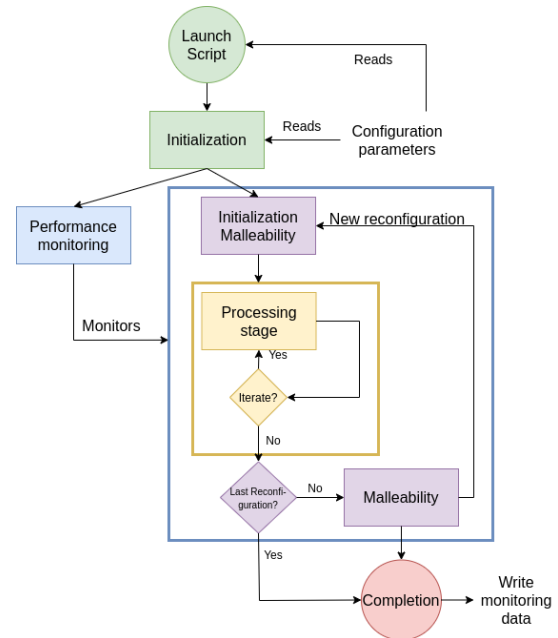 Launch
Script
Reads
Initialization
Reads
Configuration
parameters
Performance
monitoring
Initialization
Malleability
New reconfiguration
Processing
stage
Monitors
Yes
Iterate?
No
Last Reconfi-
guration?
No
Malleability
Yes
Completion
Write
monitoring
data